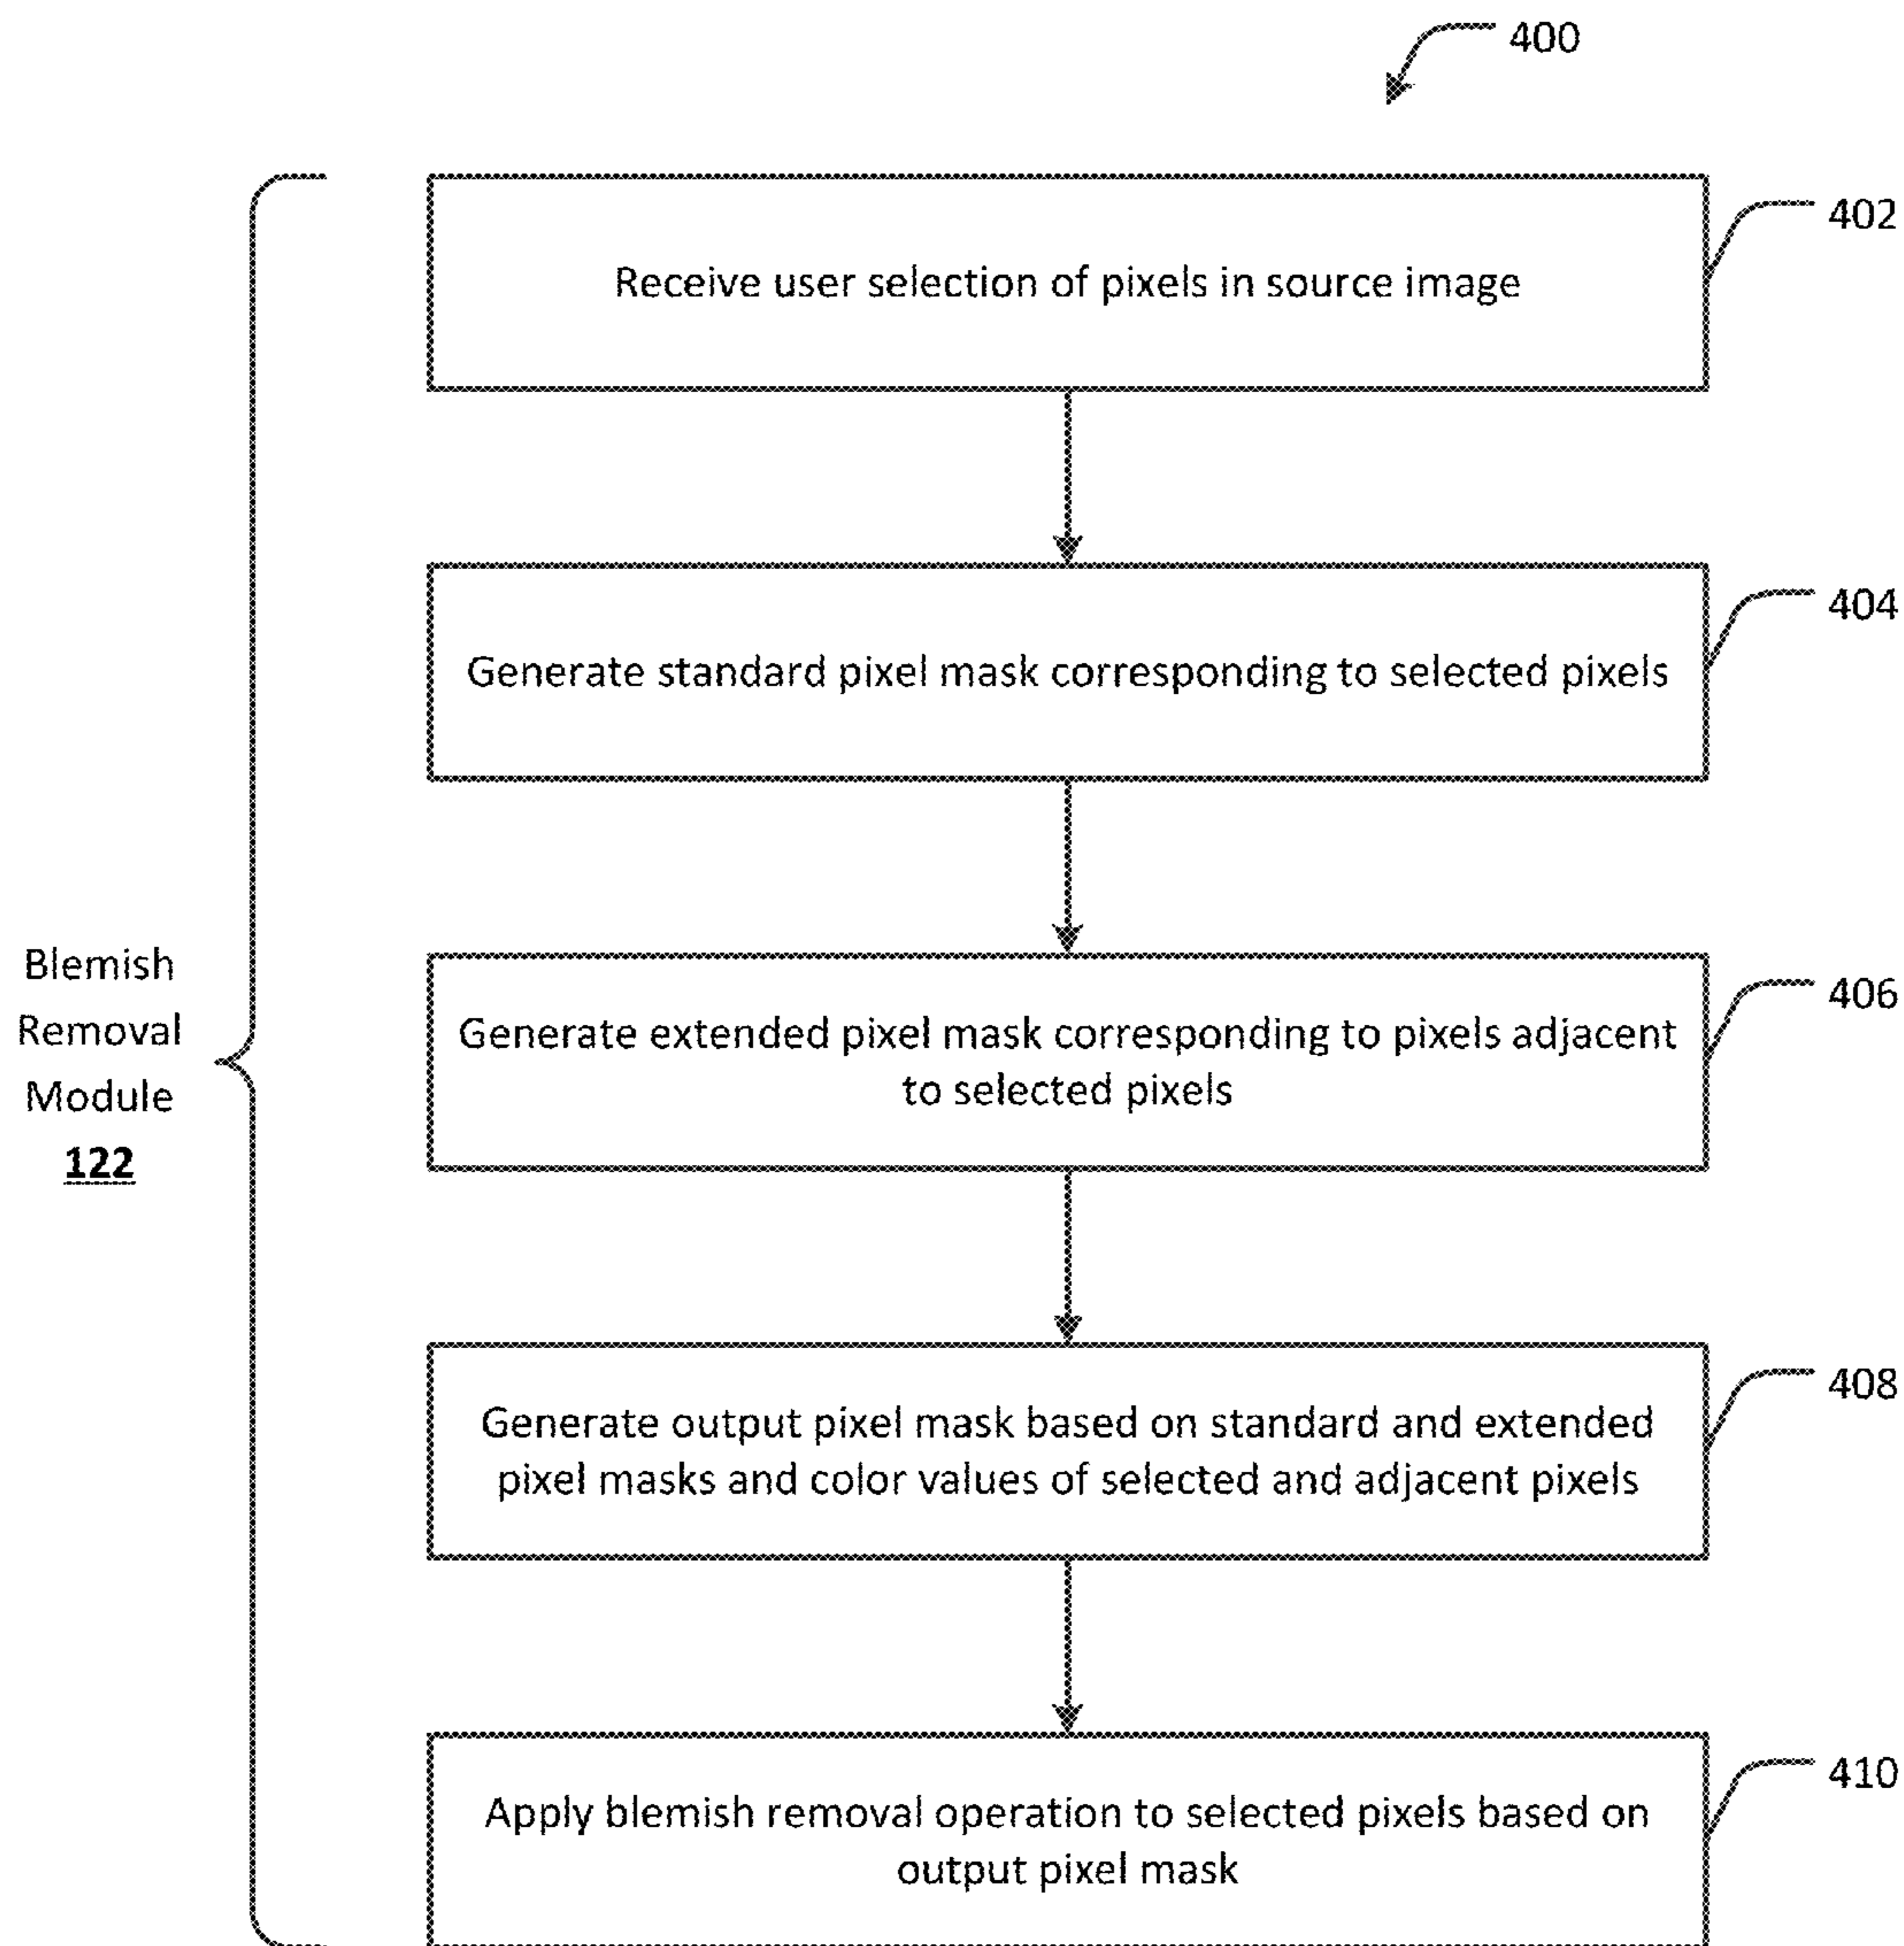 400
402
Receive user selection of pixels in source image
404
Generate standard pixel mask corresponding to selected pixels
406
Generate extended pixel mask corresponding to pixels adjacent
to selected pixels
Blemish
Removal
Module
122
408
Generate output pixel mask based on standard and extended
pixel masks and color values of selected and adjacent pixels
410
Apply blemish removal operation to selected pixels based on
output pixel mask